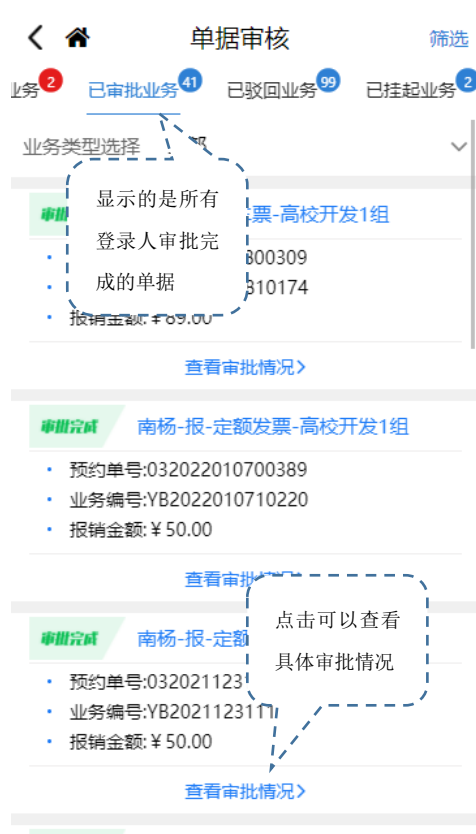 单据审核
筛选
业务 2
已审批业务 41
已驳回业务 99
已挂起业务 2
业务类型选择
显示的是所有
登录人审批完
成的单据
票-高校开发1组
300309
310174
报销金额:￥89.00
查看审批情况>
审批完成
南杨-报-定额发票-高校开发1组
预约单号:032022010700389
业务编号:YB2022010710220
报销金额:￥50.00
查看审批
点击可以查看
具体审批情况
审批完成
南杨-报-定额
预约单号:032021123
业务编号:YB2021123111
报销金额:￥50.00
查看审批情况>